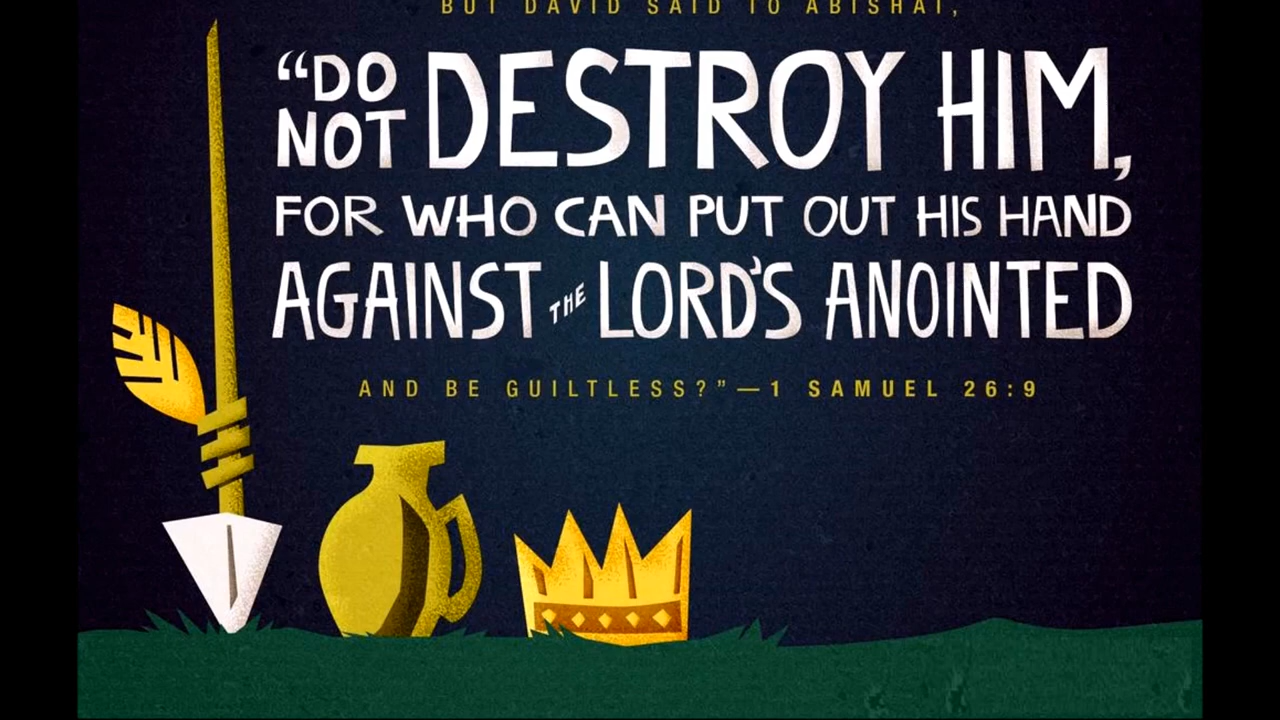 BUT DAVID SAID TO ABISHAI,
“DO NOT DESTROY HIM,
FOR WHO CAN PUT OUT HIS HAND
AGAINST THE LORD'S ANOINTED
AND BE GUILTLESS?”—1 SAMUEL 26:9